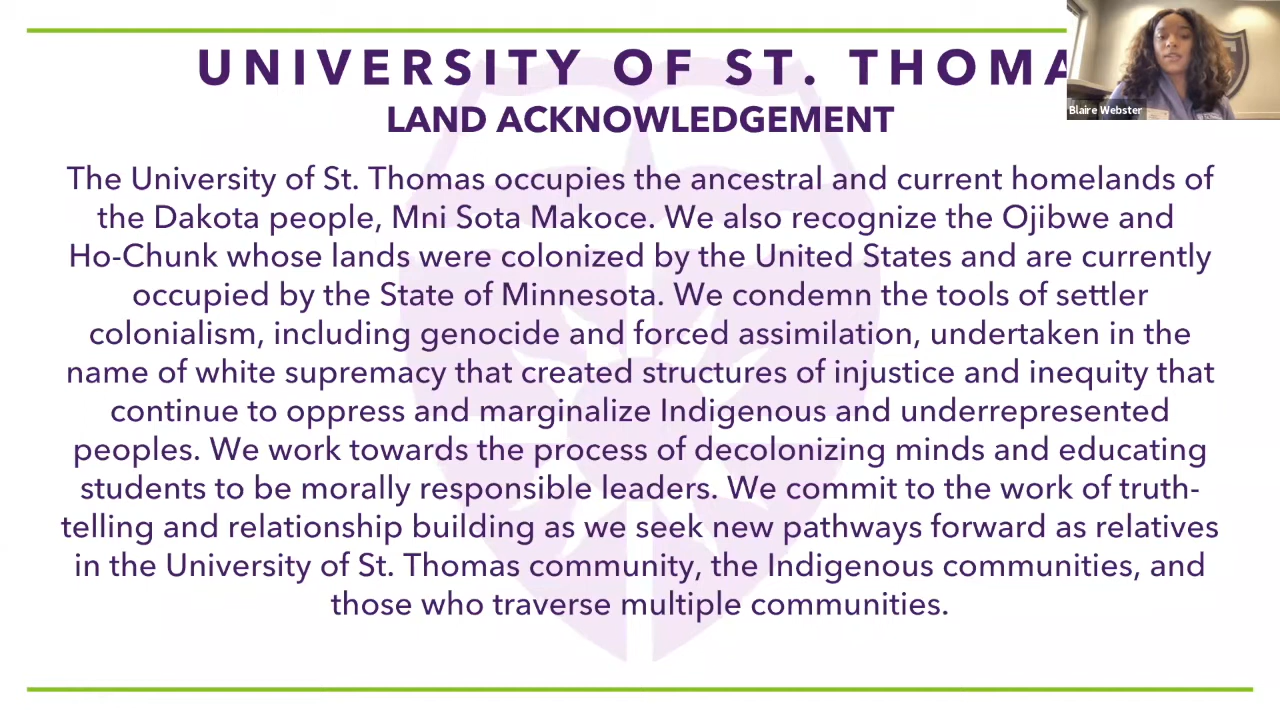 UNIVERSITY OF ST. THOMA
LAND ACKNOWLEDGEMENT
Blaire Webster
The University of St. Thomas occupies the ancestral and current homelands of
the Dakota people, Mni Sota Makoce. We also recognize the Ojibwe and
Ho-Chunk whose lands were colonized by the United States and are currently
occupied by the State of Minnesota. We condemn the tools of settler
colonialism, including genocide and forced assimilation, undertaken in the
name of white supremacy that created structures of injustice and inequity that
continue to oppress and marginalize Indigenous and underrepresented
peoples. We work towards the process of decolonizing minds and educating
students to be morally responsible leaders. We commit to the work of truth-
telling and relationship building as we seek new pathways forward as relatives
in the University of St. Thomas community, the Indigenous communities, and
those who traverse multiple communities.